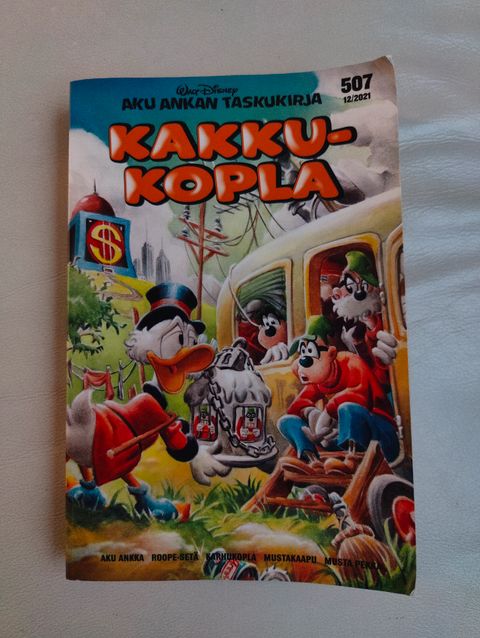 Walt Disney
AKU ANKAN TASKUKIRJA
507
12/2021
KAKKU-
KOPLA
$
AKU ANKKA ROOPE-SETÄ KARHUKOPLA MUSTAKAAPU MUSTA PEKKA